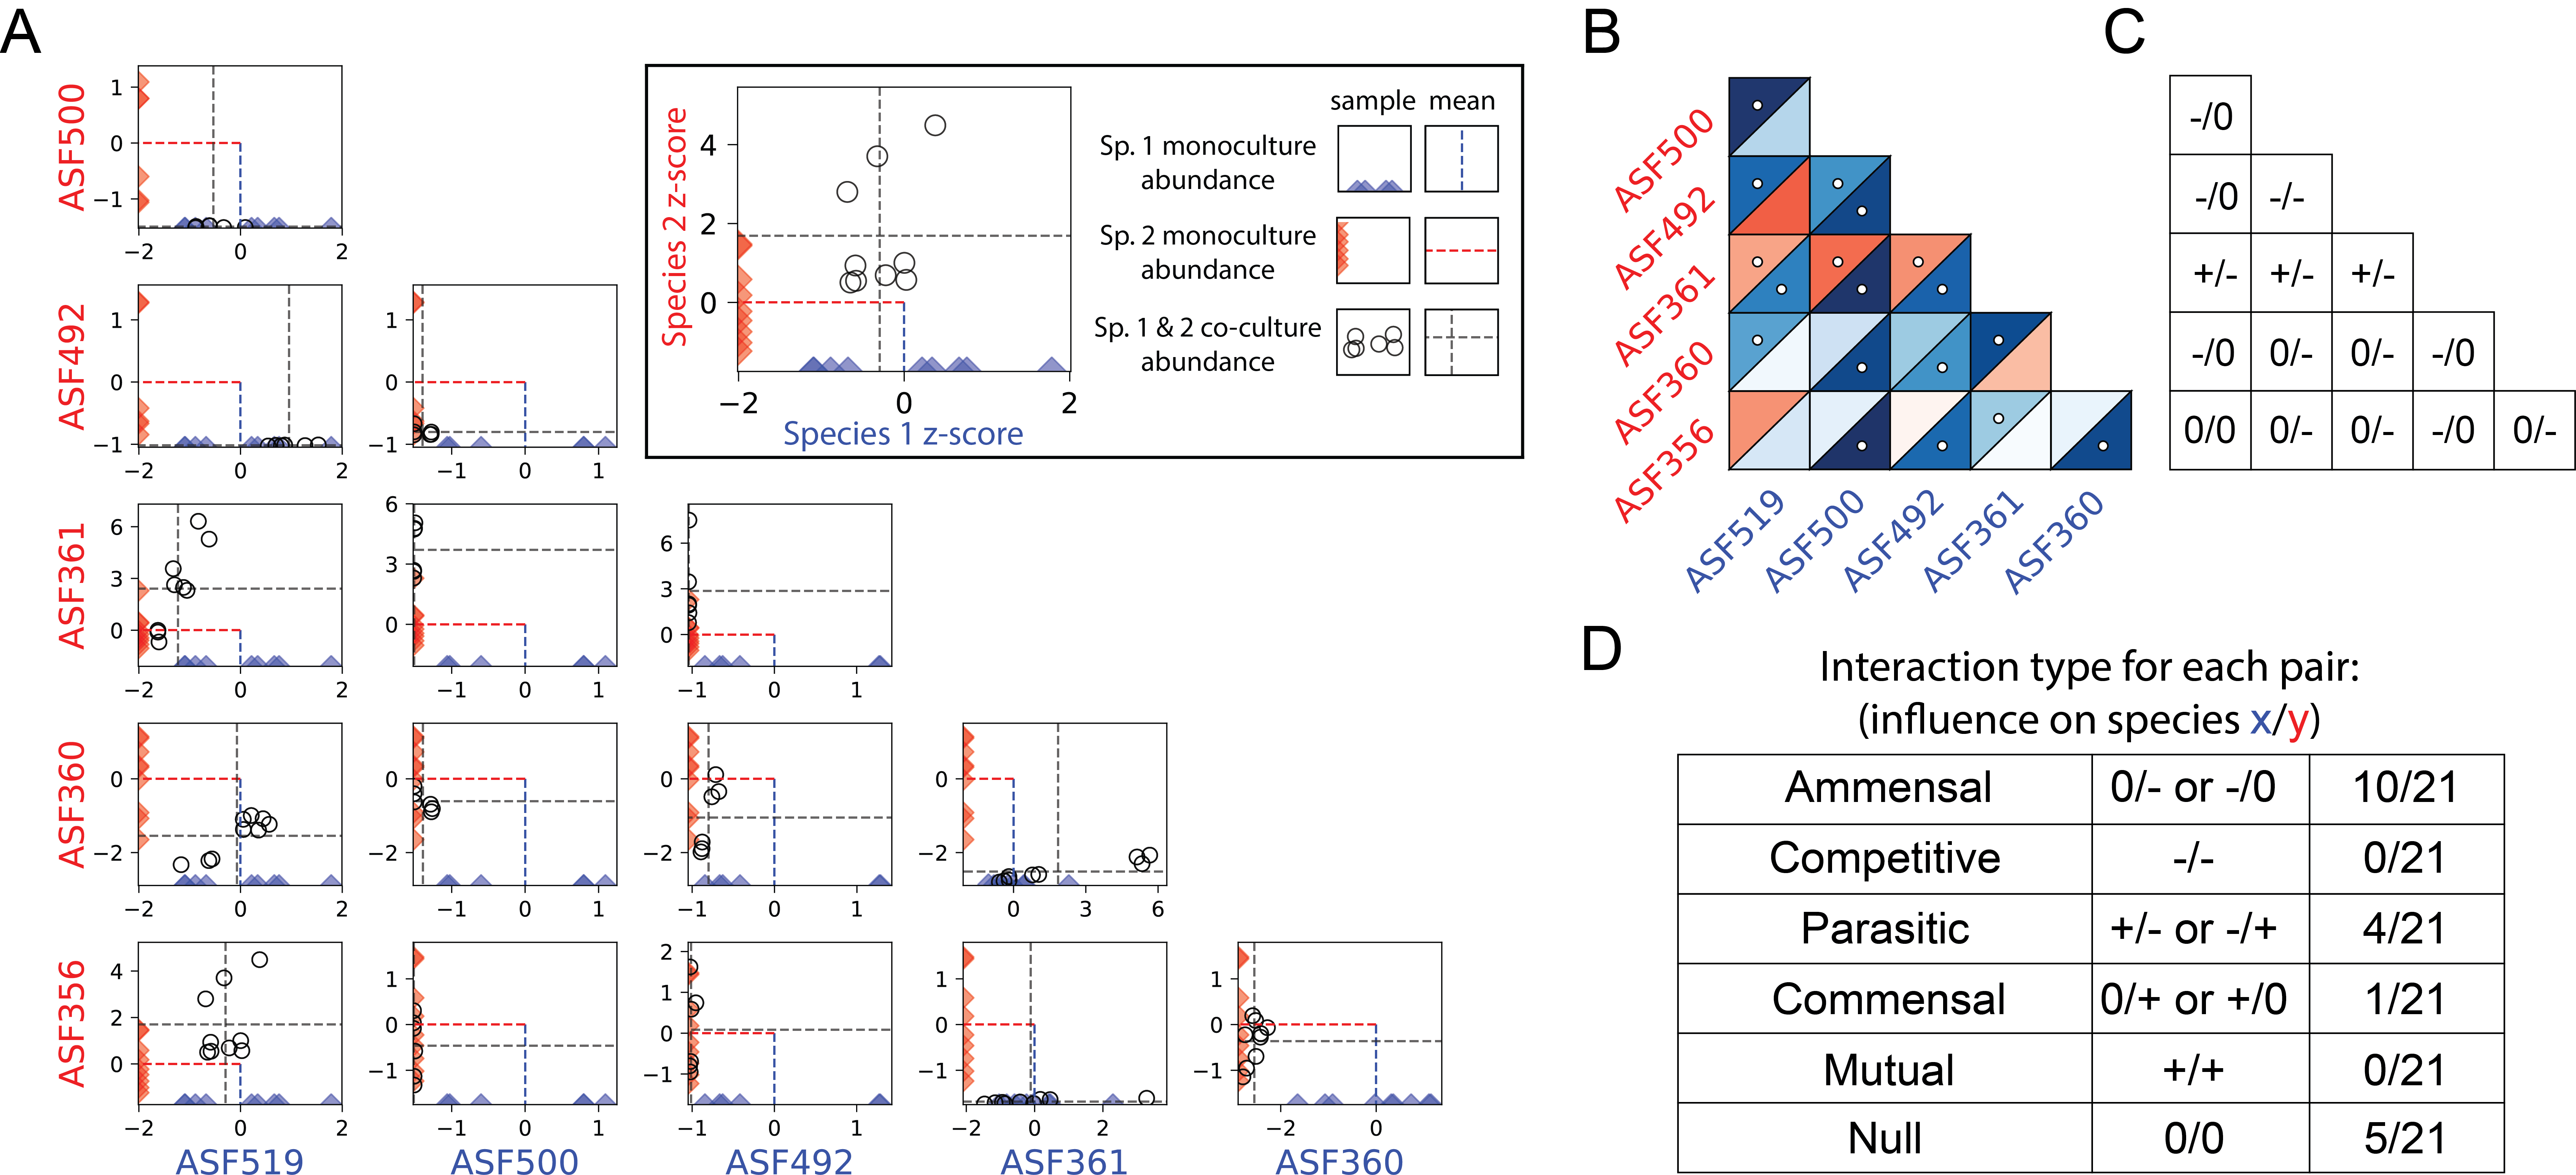 A
ASF500
1
0
−1
−2
0
2
ASF492
1
0
−1
−2
0
2
1
0
−1
−1
0
1
ASF361
6
3
0
−2
0
2
6
3
0
−1
0
1
6
3
0
−1
0
1
ASF360
0
−2
−2
0
2
0
−2
−1
0
1
0
−2
−1
0
1
0
−2
0
3
6
ASF356
4
2
0
−2
0
2
1
0
−1
−1
0
1
2
1
0
−1
−1
0
1
1
0
−1
−2
0
2
1
0
−1
−2
0
ASF519
ASF500
ASF492
ASF361
ASF360
Species 2 z-score
4
2
0
−2
0
2
Species 1 z-score
sample mean
Sp. 1 monoculture
abundance
Sp. 2 monoculture
abundance
Sp. 1 & 2 co-culture
abundance
B
ASF500
ASF492
ASF361
ASF360
ASF356
ASF519
ASF500
ASF492
ASF361
ASF360
C
-/0
-/0 -/-
+/- +/- +/-
-/0 0/- 0/- -/0
0/0 0/- 0/- -/0 0/-
D
Interaction type for each pair:
(influence on species x/y)
Ammensal 0/- or -/0 10/21
Competitive -/- 0/21
Parasitic +/- or -/+ 4/21
Commensal 0/+ or +/0 1/21
Mutual +/+ 0/21
Null 0/0 5/21